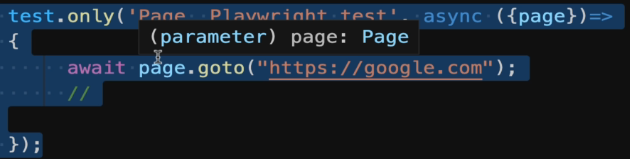 test.only('Page Playwright test', async ({page})=>
{
(parameter) page: Page
await page.goto("https://google.com");
//
});